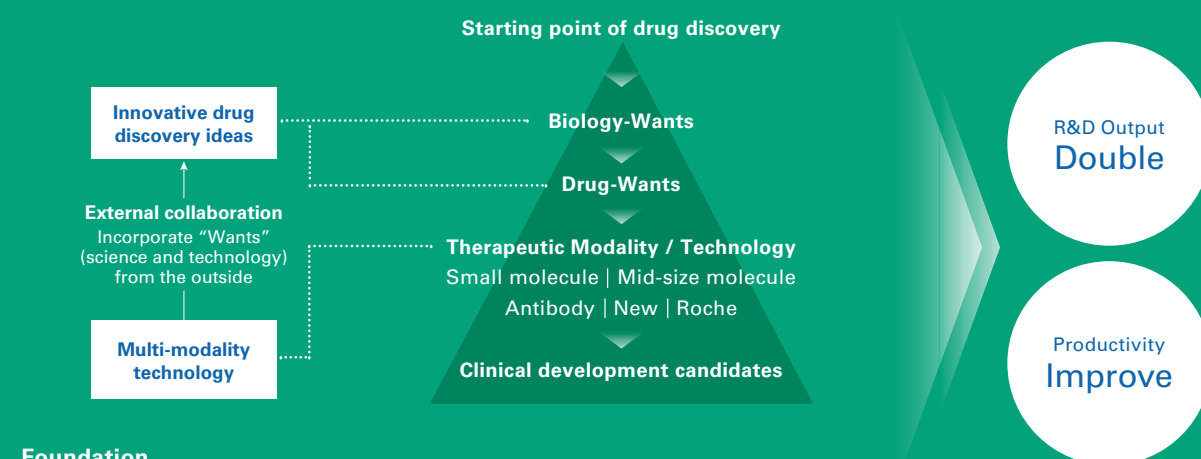 Starting point of drug discovery
Innovative drug
discovery ideas
Biology-Wants
Drug-Wants
External collaboration
Incorporate “Wants”
(science and technology)
from the outside
Therapeutic Modality / Technology
Small molecule | Mid-size molecule
Antibody | New | Roche
Multi-modality
technology
Clinical development candidates
R&D Output
Double
Productivity
Improve
Foundation